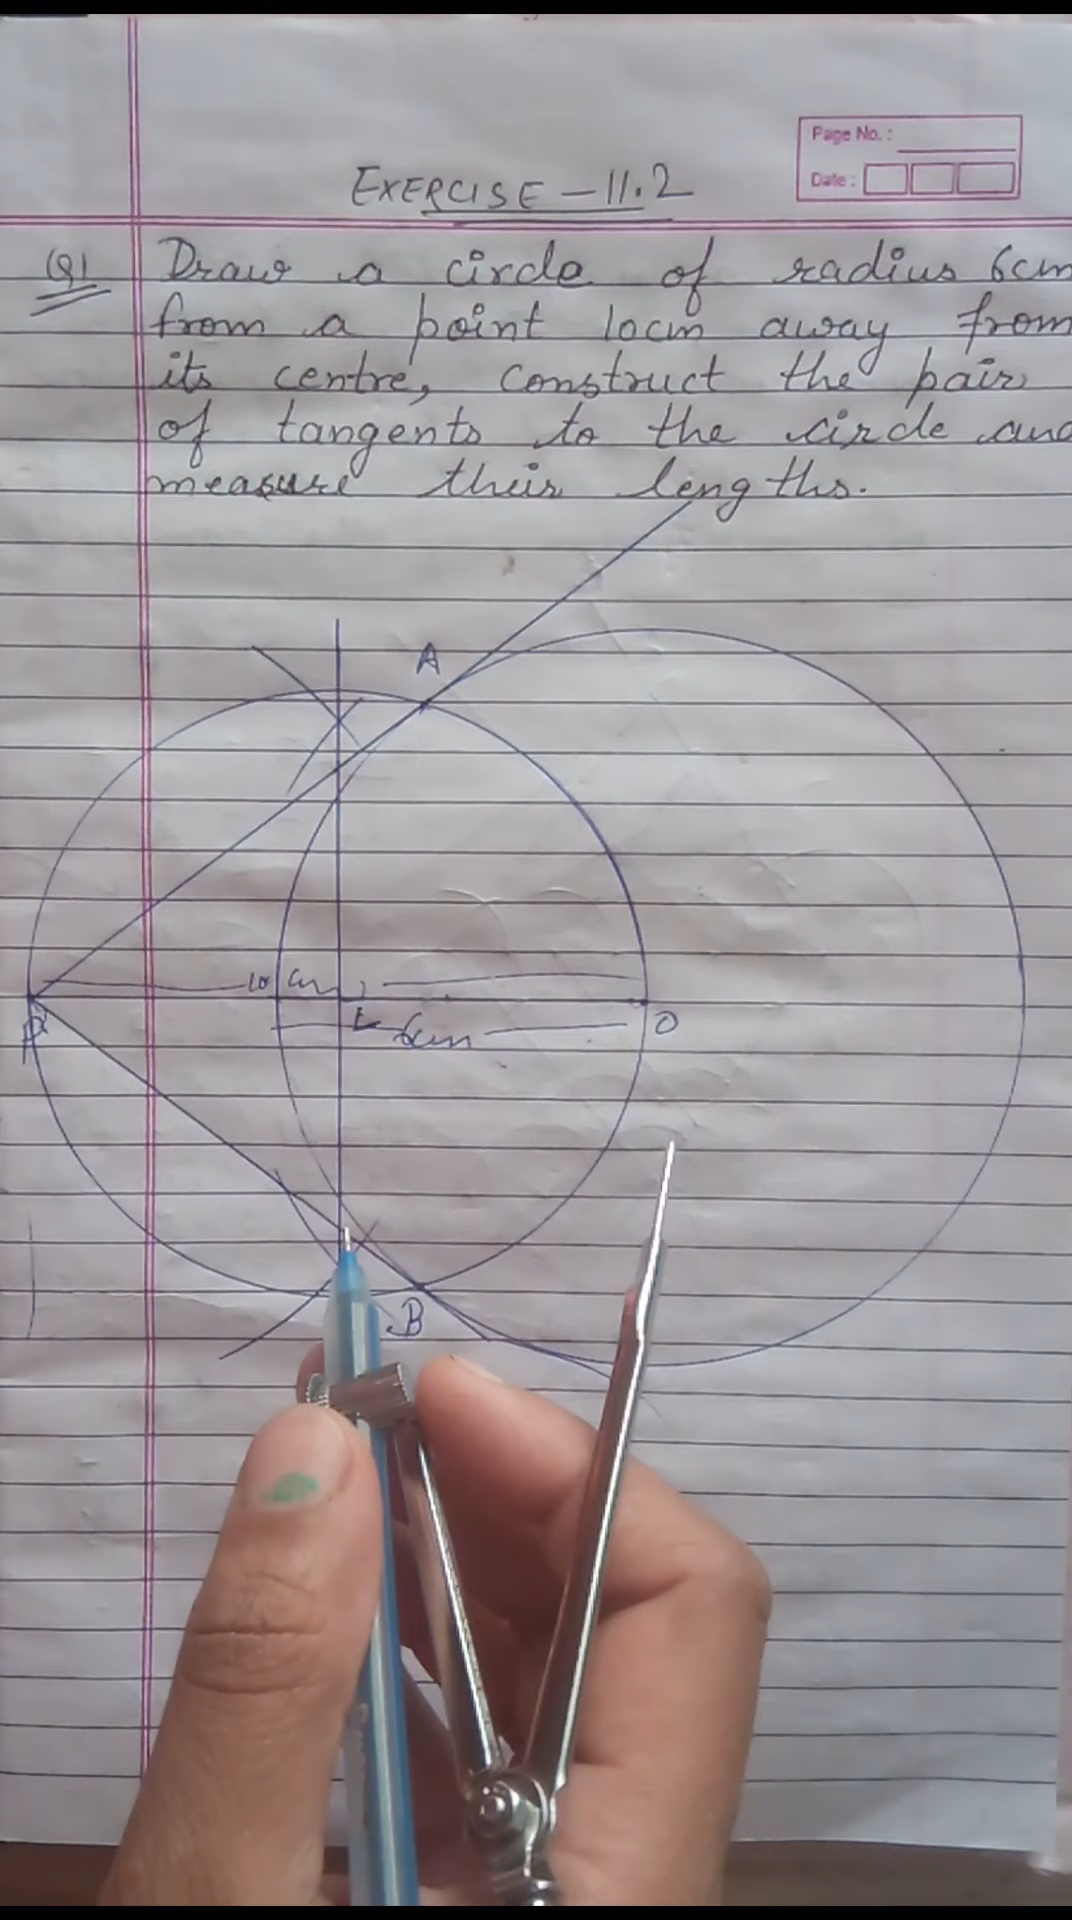 Page No. :
Date :
EXERCISE - 11.2
Q1 Draw a circle of radius 6cm
from a point 10cm away from
its centre, construct the pair
of tangents to the circle and
measure their lengths.
A
10 cm
P
6cm
O
B